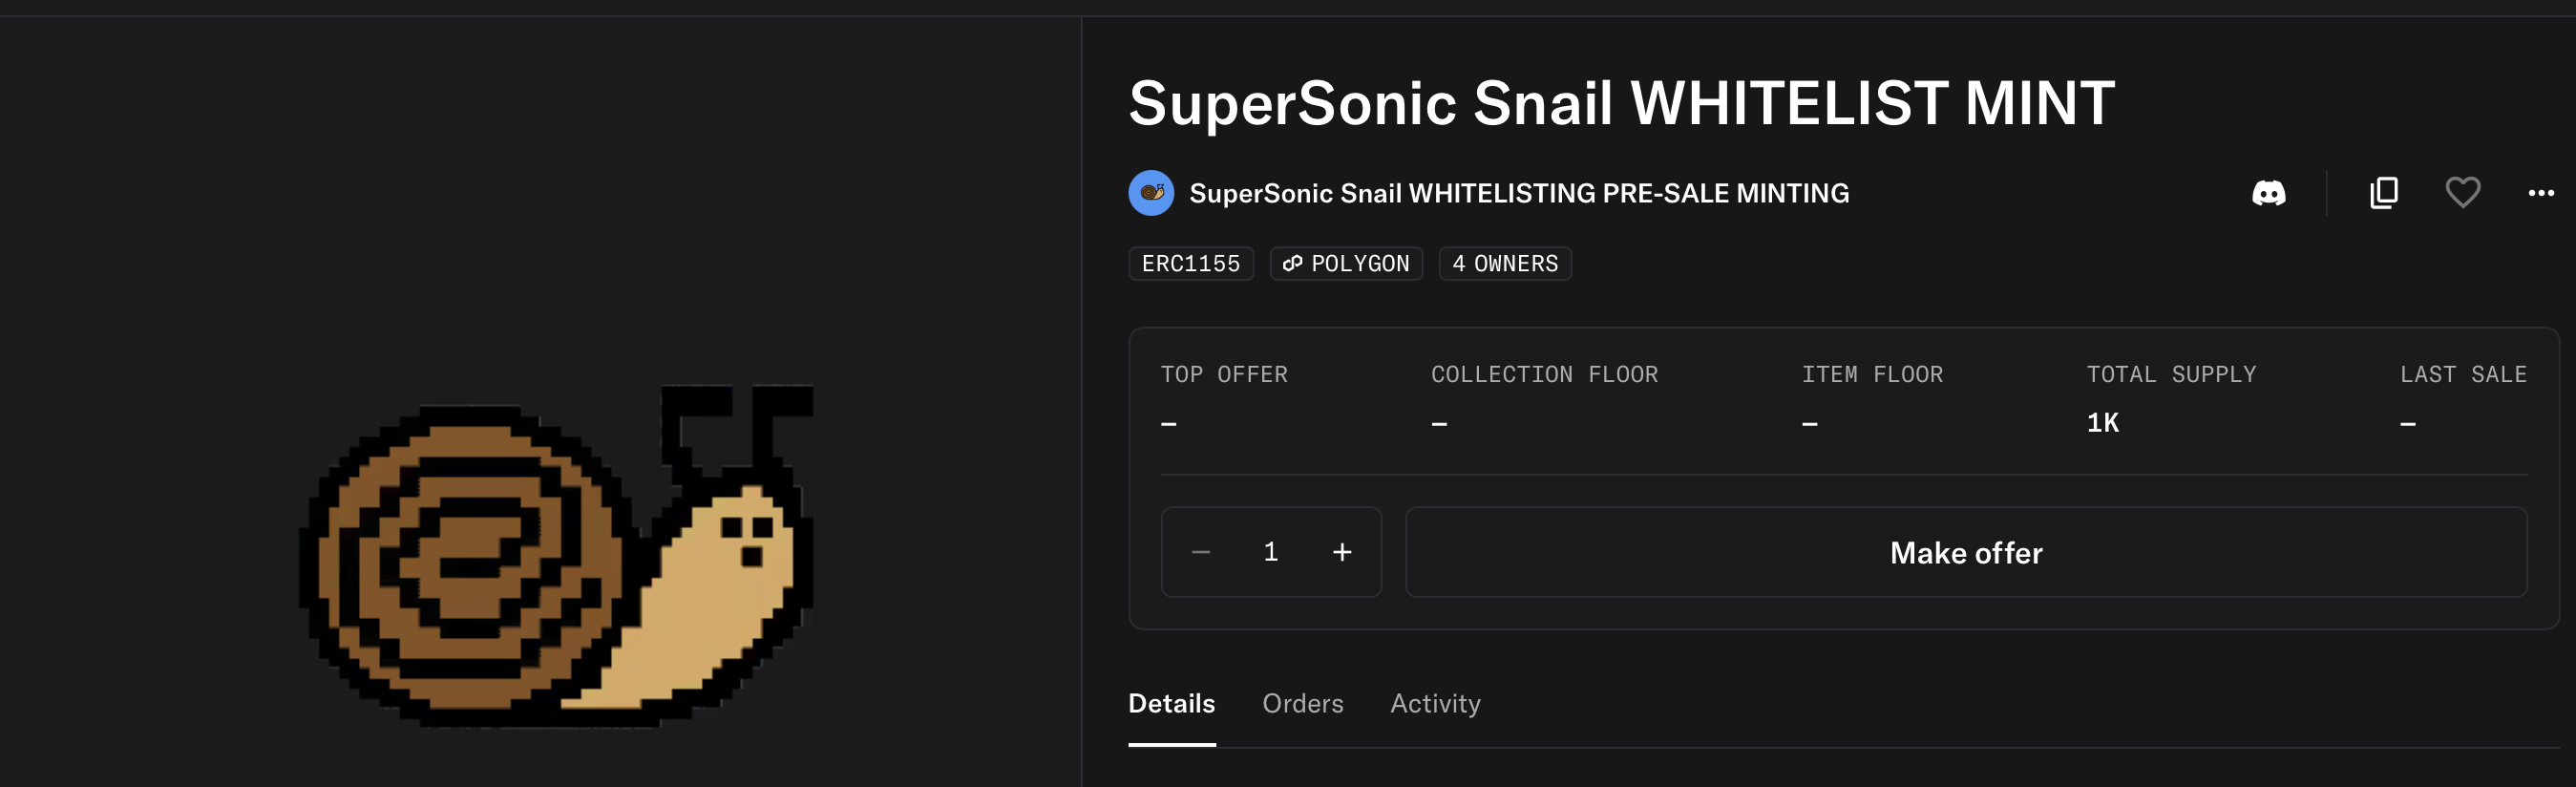 SuperSonic Snail WHITELIST MINT
SuperSonic Snail WHITELISTING PRE-SALE MINTING
ERC1155 POLYGON 4 OWNERS
TOP OFFER COLLECTION FLOOR ITEM FLOOR TOTAL SUPPLY LAST SALE
– – – 1K –
− 1 + Make offer
Details Orders Activity